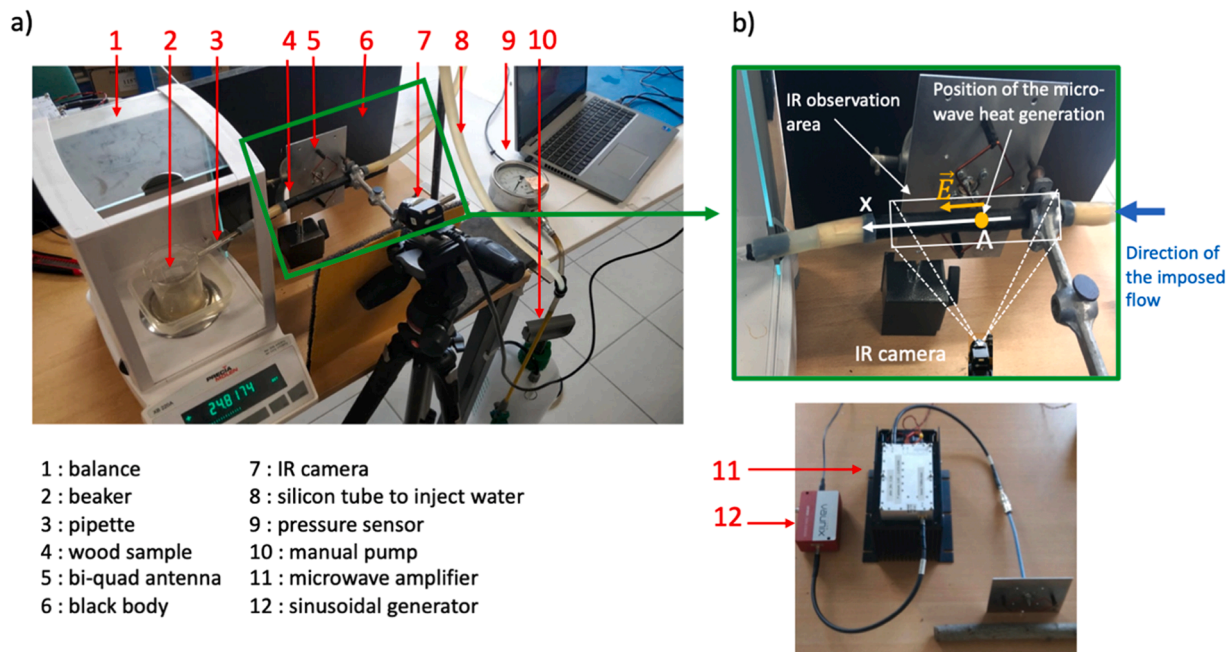 a)
1 2 3 4 5 6 7 8 9 10
PRECISA
24.8174
1 : balance
2 : beaker
3 : pipette
4 : wood sample
5 : bi-quad antenna
6 : black body
7 : IR camera
8 : silicon tube to inject water
9 : pressure sensor
10 : manual pump
11 : microwave amplifier
12 : sinusoidal generator
b)
IR observation
area
Position of the micro-
wave heat generation
E
X
A
Direction of
the imposed
flow
IR camera
11
12